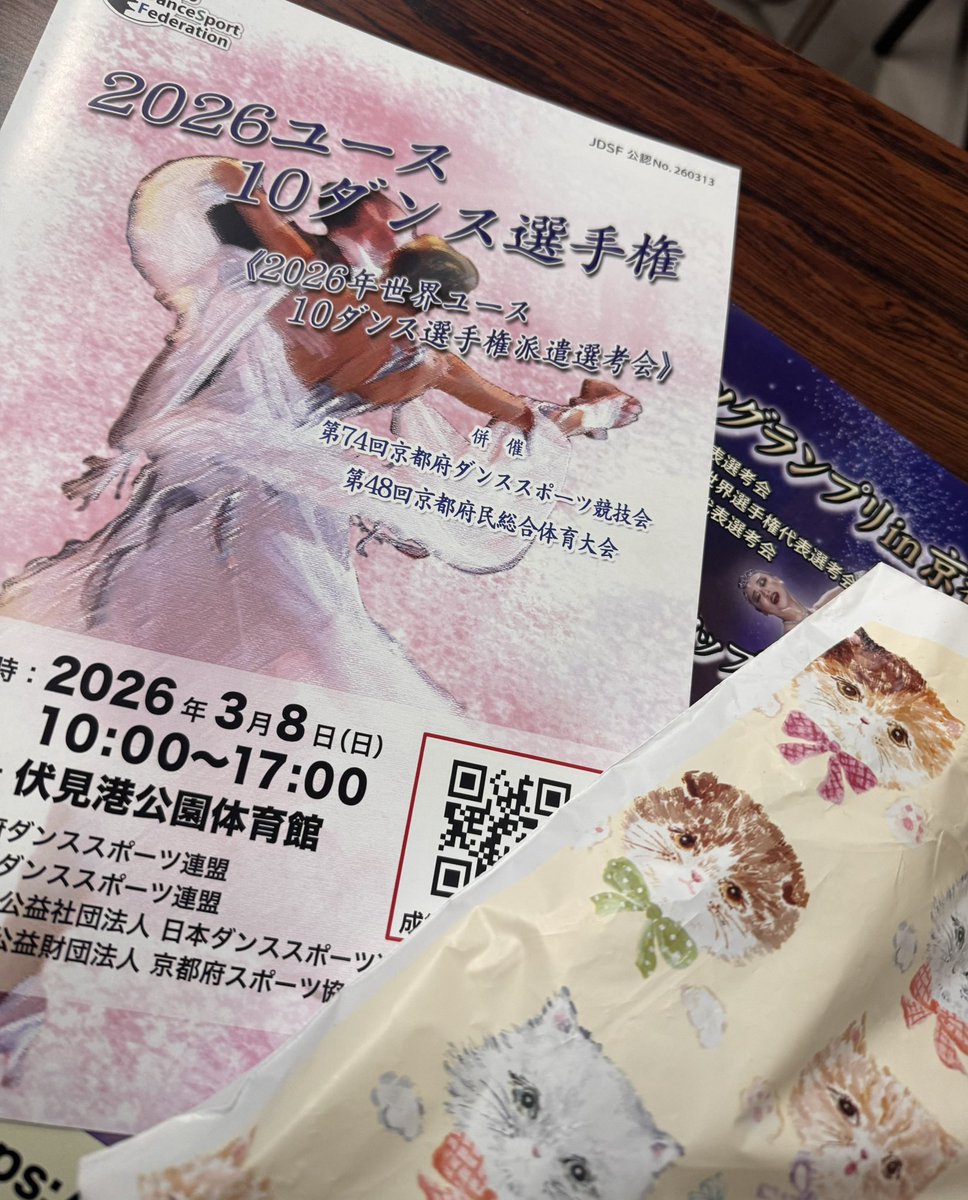 DanceSport
Federation
JDSF 公認No. 260313
2026ユース
10ダンス選手権
《2026年世界ユース
10ダンス選手権派遣選考会》
併催
第74回京都府ダンススポーツ競技会
第48回京都府民総合体育大会
時：2026年3月8日(日)
10:00～17:00
伏見港公園体育館
府ダンススポーツ連盟
ダンススポーツ連盟
公益社団法人 日本ダンススポーツ
公益財団法人 京都府スポーツ協
成
グランプリin京
表選考会
世界選手権代表選考会
代表選考会
ップ